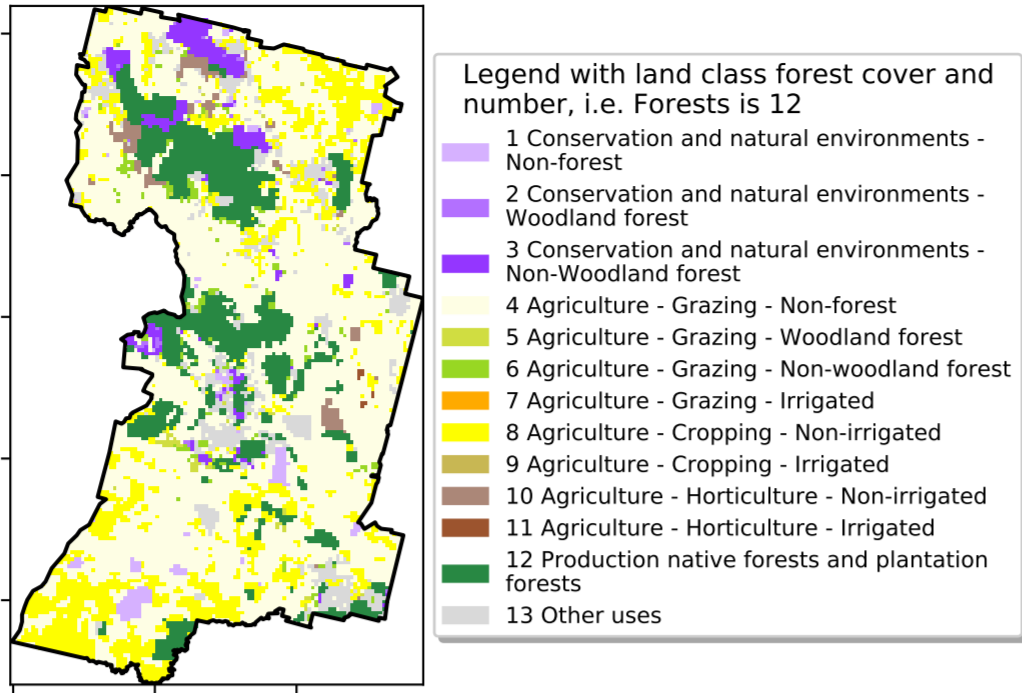 Legend with land class forest cover and
number, i.e. Forests is 12
1 Conservation and natural environments -
Non-forest
2 Conservation and natural environments -
Woodland forest
3 Conservation and natural environments -
Non-Woodland forest
4 Agriculture - Grazing - Non-forest
5 Agriculture - Grazing - Woodland forest
6 Agriculture - Grazing - Non-woodland forest
7 Agriculture - Grazing - Irrigated
8 Agriculture - Cropping - Non-irrigated
9 Agriculture - Cropping - Irrigated
10 Agriculture - Horticulture - Non-irrigated
11 Agriculture - Horticulture - Irrigated
12 Production native forests and plantation
forests
13 Other uses